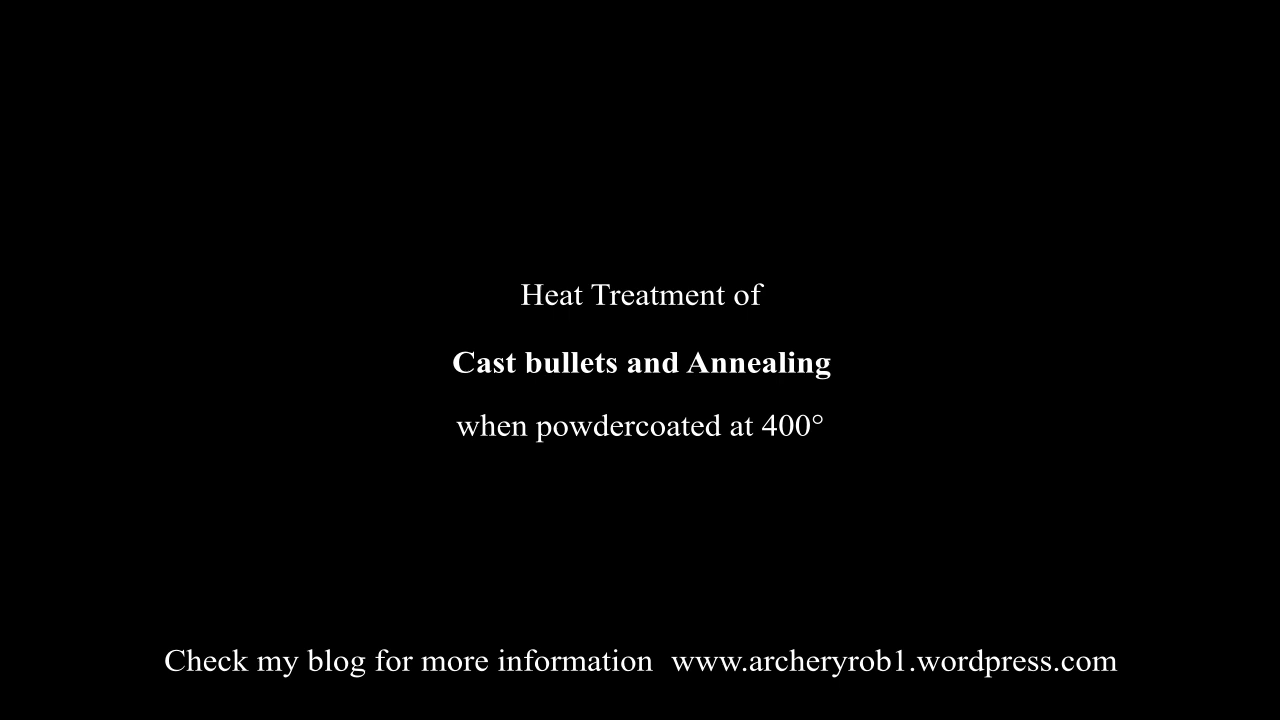 Heat Treatment of
Cast bullets and Annealing
when powdercoated at 400°
Check my blog for more information  www.archeryrob1.wordpress.com